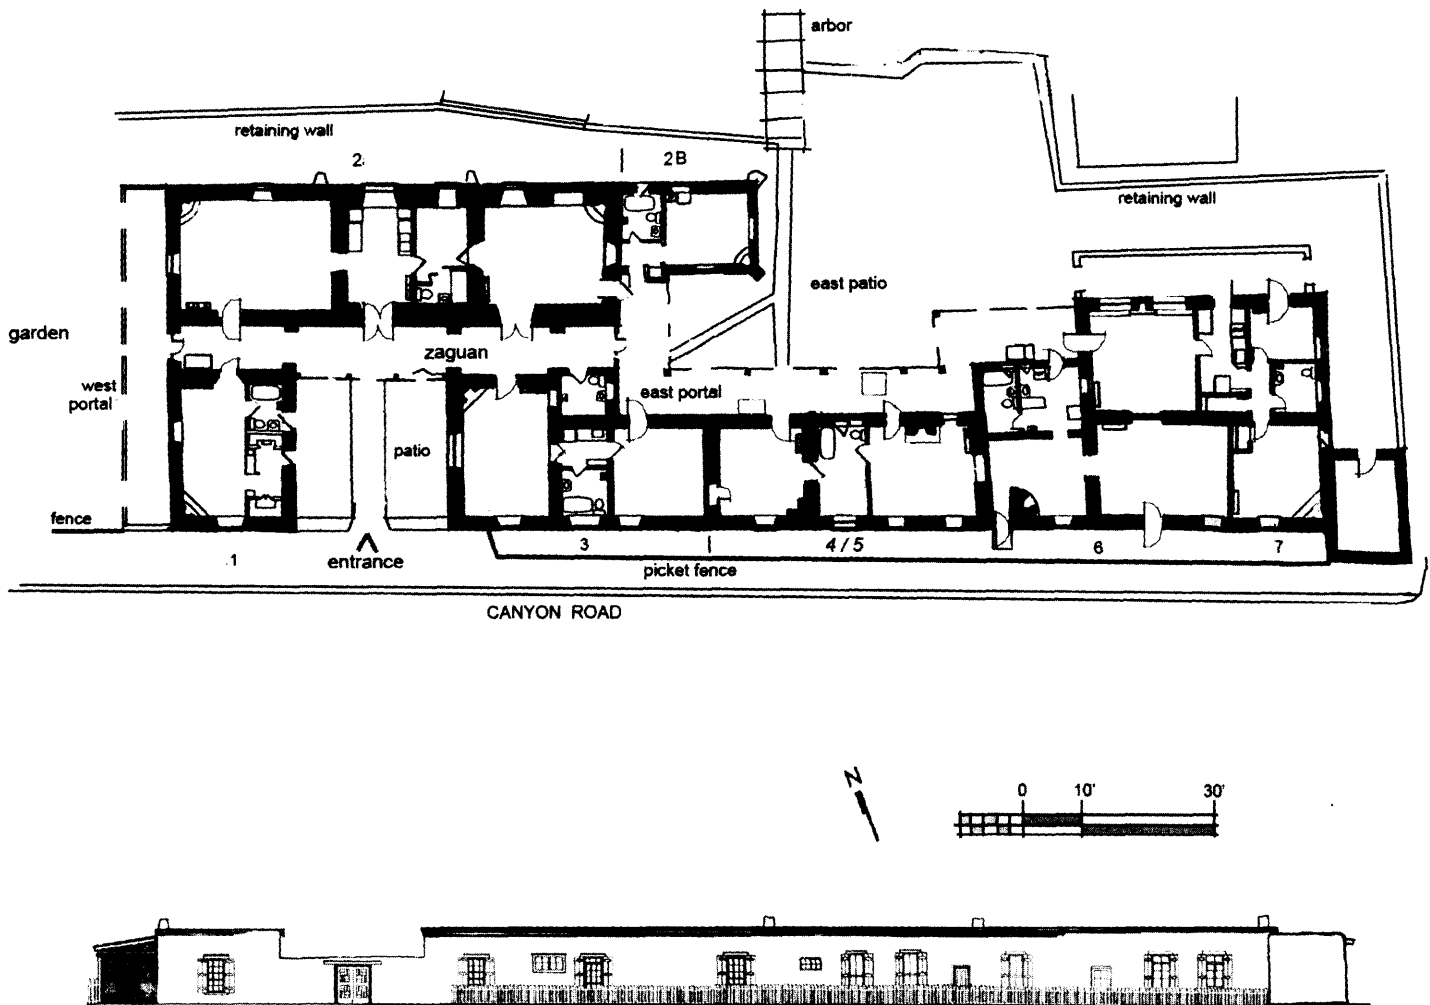 arbor
retaining wall
2
2B
retaining wall
east patio
garden
zaguan
west
portal
east portal
patio
fence
1
entrance
3
4 / 5
6
7
picket fence
CANYON ROAD
N
0 10' 30'